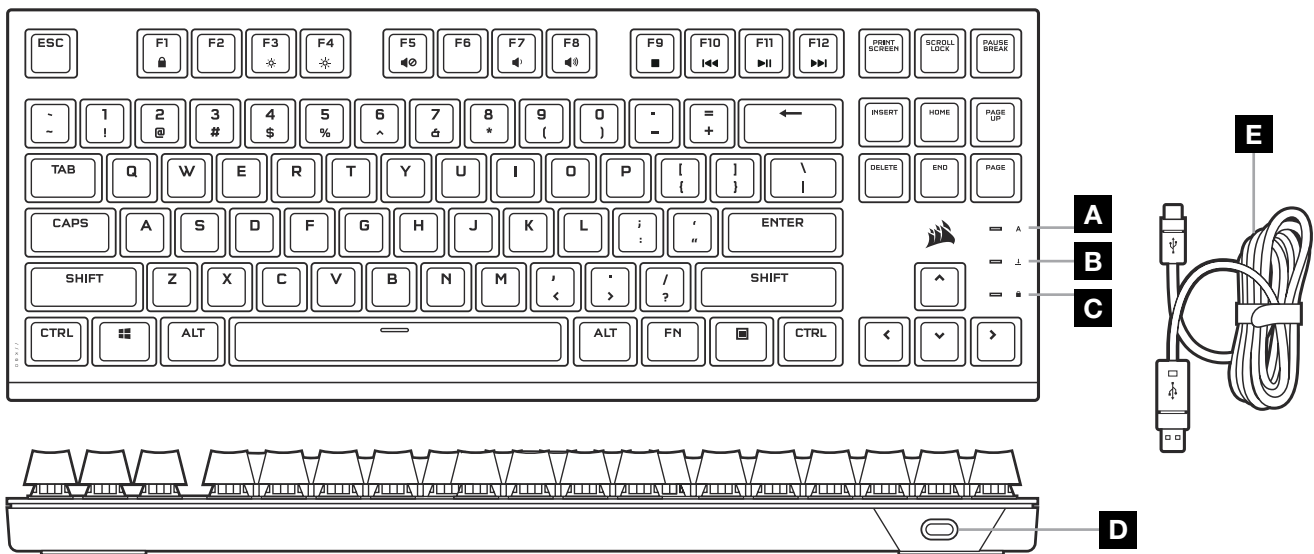 ESC F1 F2 F3 F4 F5 F6 F7 F8 F9 F10 F11 F12 PRINT SCREEN SCROLL LOCK PAUSE BREAK
` 1 2 3 4 5 6 7 8 9 0 - = INSERT HOME PAGE UP
~ ! @ # $ % ^ & * ( ) _ +
TAB Q W E R T Y U I O P [ ] \ DELETE END PAGE
{ } |
CAPS A S D F G H J K L ; ' ENTER A A
: " B
SHIFT Z X C V B N M , . / SHIFT C
< > ?
CTRL ALT ALT FN CTRL
E
D